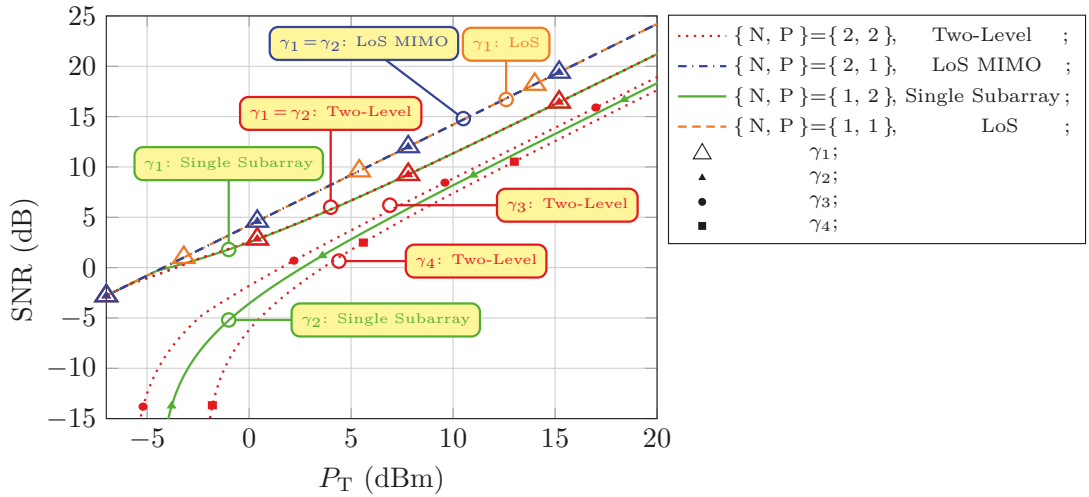 25
20
15
10
5
0
−5
−10
−15
SNR (dB)
−5
0
5
10
15
20
P_T (dBm)
γ1 = γ2: LoS MIMO
γ1: LoS
γ1 = γ2: Two-Level
γ1: Single Subarray
γ3: Two-Level
γ4: Two-Level
γ2: Single Subarray
{ N, P }={ 2, 2}, Two-Level ;
{ N, P }={ 2, 1}, LoS MIMO ;
{ N, P }={ 1, 2}, Single Subarray ;
{ N, P }={ 1, 1}, LoS ;
γ1;
γ2;
γ3;
γ4;